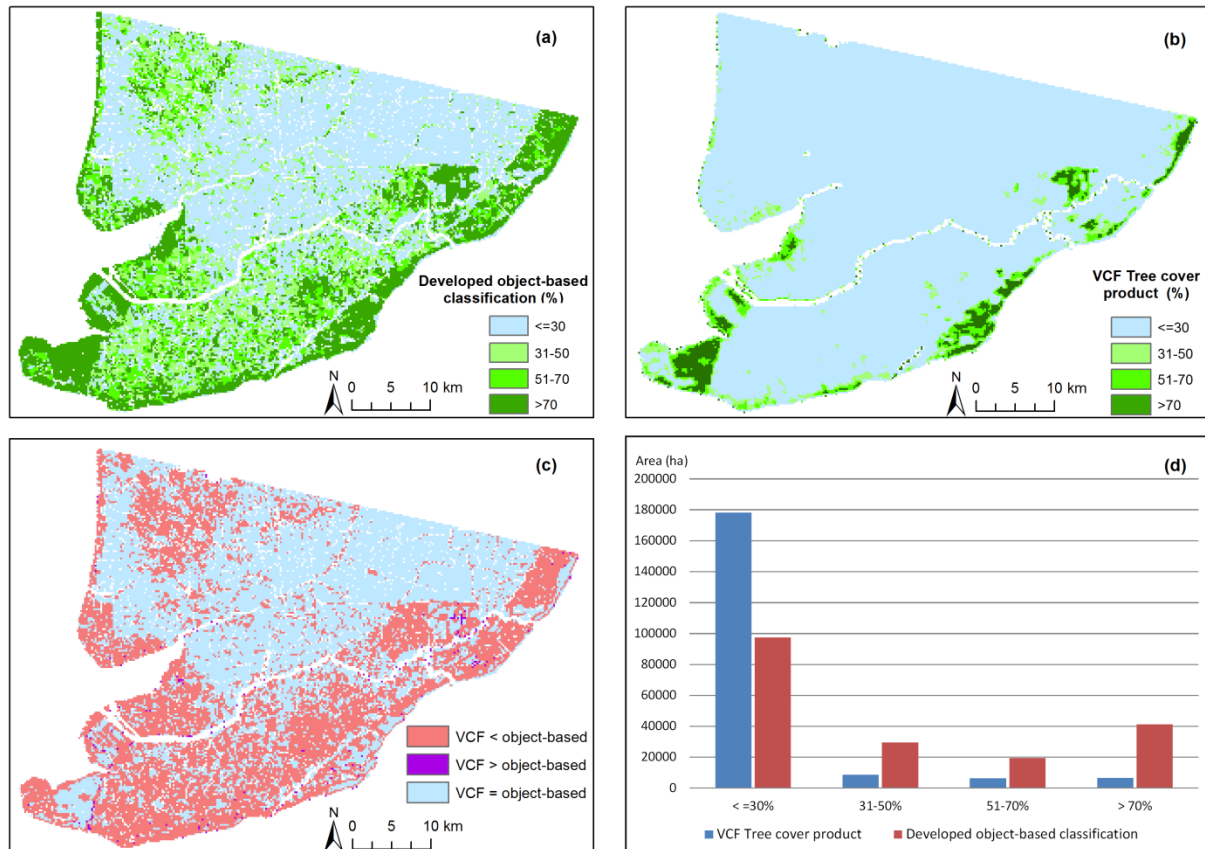 (a)
Developed object-based
classification (%)
<=30
31-50
51-70
>70
N
0 5 10 km
(b)
VCF Tree cover
product (%)
<=30
31-50
51-70
>70
N
0 5 10 km
(c)
VCF < object-based
VCF > object-based
VCF = object-based
N
0 5 10 km
Area (ha)
(d)
200000
180000
160000
140000
120000
100000
80000
60000
40000
20000
0
< =30%
31-50%
51-70%
> 70%
VCF Tree cover product
Developed object-based classification